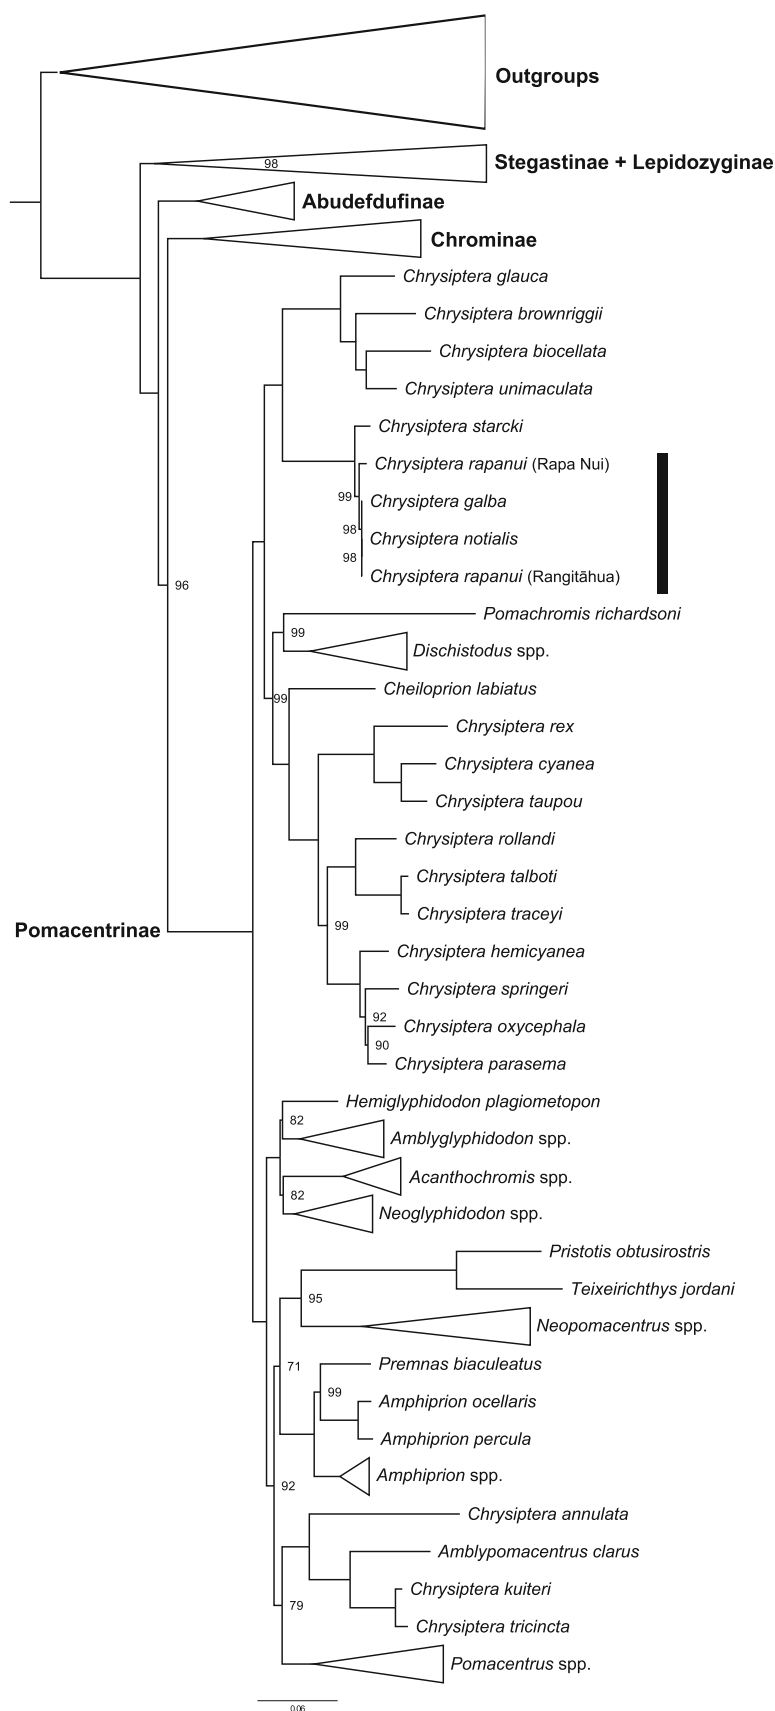 Outgroups
98
Stegastinae + Lepidozyginae
Abudefdufinae
Chrominae
Chrysiptera glauca
Chrysiptera brownriggii
Chrysiptera biocellata
Chrysiptera unimaculata
Chrysiptera starcki
Chrysiptera rapanui (Rapa Nui)
99
Chrysiptera galba
98
Chrysiptera notialis
98
Chrysiptera rapanui (Rangitāhua)
96
Pomachromis richardsoni
99
Dischistodus spp.
Cheiloprion labiatus
99
Chrysiptera rex
Chrysiptera cyanea
Chrysiptera taupou
Chrysiptera rollandi
Chrysiptera talboti
Chrysiptera traceyi
99
Pomacentrinae
Chrysiptera hemicyanea
Chrysiptera springeri
92
Chrysiptera oxycephala
90
Chrysiptera parasema
Hemiglyphidodon plagiometopon
82
Amblyglyphidodon spp.
Acanthochromis spp.
82
Neoglyphidodon spp.
Pristotis obtusirostris
Teixeirichthys jordani
95
Neopomacentrus spp.
71
Premnas biaculeatus
99
Amphiprion ocellaris
Amphiprion percula
Amphiprion spp.
92
Chrysiptera annulata
Amblypomacentrus clarus
Chrysiptera kuiteri
79
Chrysiptera tricincta
Pomacentrus spp.
0.06